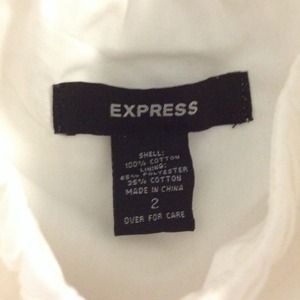 EXPRESS
SHELL:
100% COTTON
LINING:
65% POLYESTER
35% COTTON
MADE IN CHINA
2
OVER FOR CARE